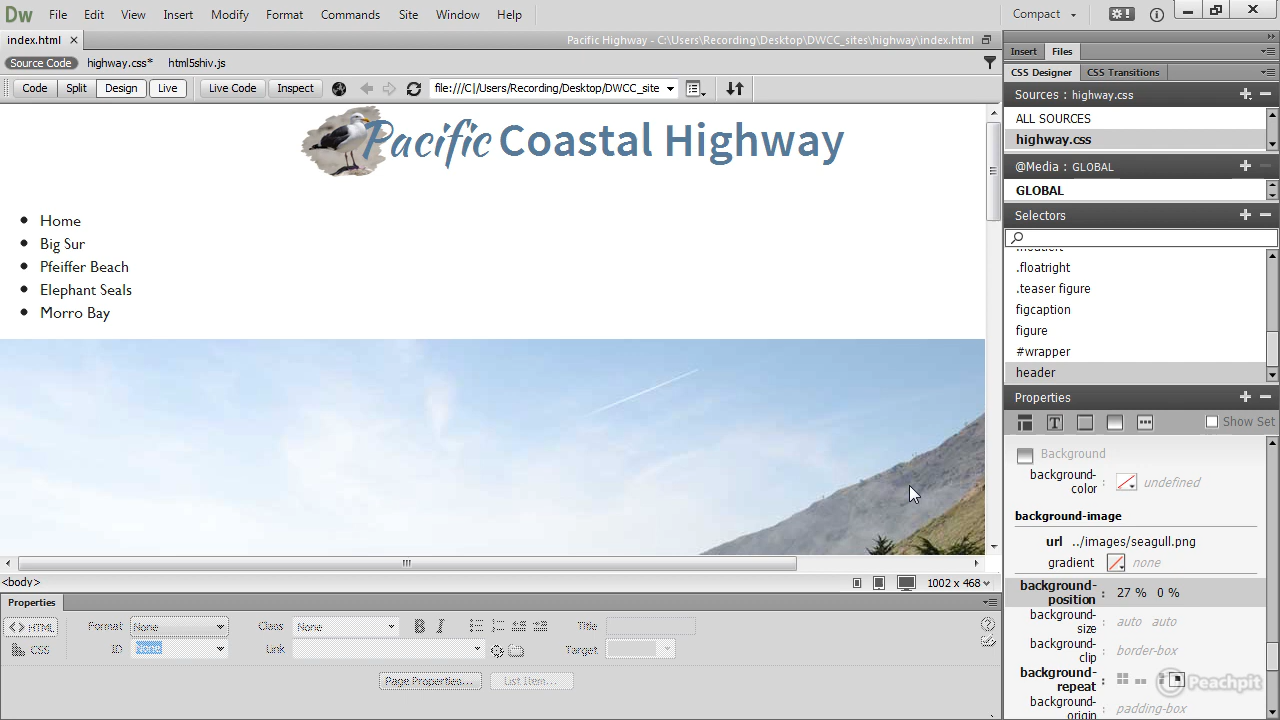 Dw File Edit View Insert Modify Format Commands Site Window Help Compact
index.html Pacific Highway - C:\Users\Recording\Desktop\DWCC_sites\highway\index.html
Source Code highway.css* html5shiv.js
Code Split Design Live Live Code Inspect file:///C|/Users/Recording/Desktop/DWCC_site
Pacific Coastal Highway
Home
Big Sur
Pfeiffer Beach
Elephant Seals
Morro Bay
<body> 1002 x 468
Properties
<> HTML Format None Class None B I Title
CSS ID None Link Target
Page Properties... List Item...
Insert Files
CSS Designer CSS Transitions
Sources : highway.css
ALL SOURCES
highway.css
@Media : GLOBAL
GLOBAL
Selectors
.floatright
.teaser figure
figcaption
figure
#wrapper
header
Properties
T Show Set
Background
background-
color : undefined
background-image
url ../images/seagull.png
gradient none
background-
position : 27 % 0 %
background-
size : auto auto
background-
clip : border-box
background-
repeat :
Peachpit
background-
origin : padding-box